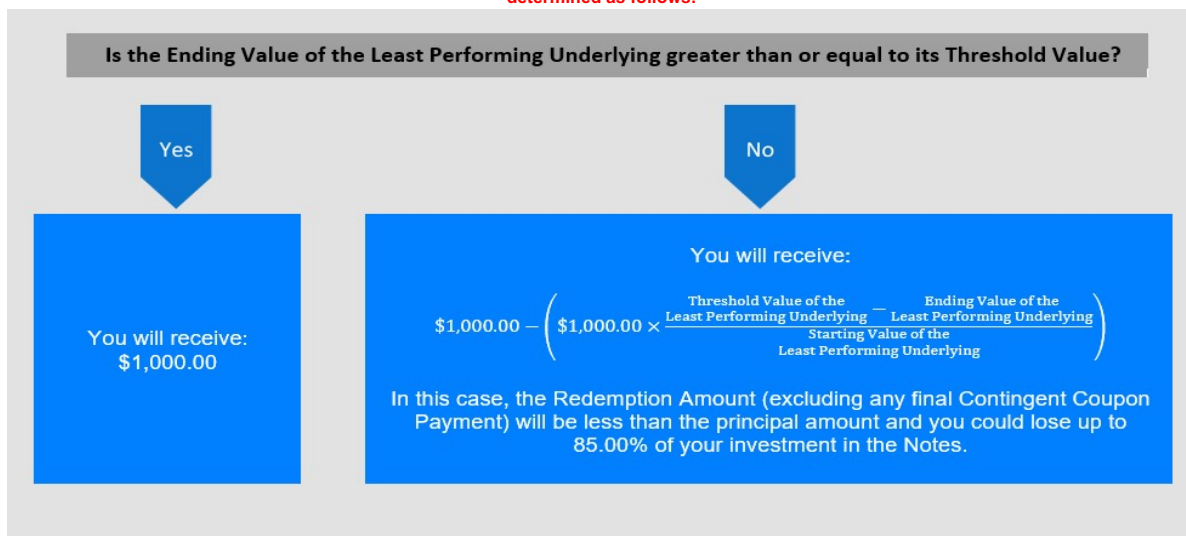 determined as follows:
Is the Ending Value of the Least Performing Underlying greater than or equal to its Threshold Value?
Yes
No
You will receive:
$1,000.00
You will receive:
$1,000.00 − ($1,000.00 × (Threshold Value of the Least Performing Underlying − Ending Value of the Least Performing Underlying) / Starting Value of the Least Performing Underlying)
In this case, the Redemption Amount (excluding any final Contingent Coupon
Payment) will be less than the principal amount and you could lose up to
85.00% of your investment in the Notes.